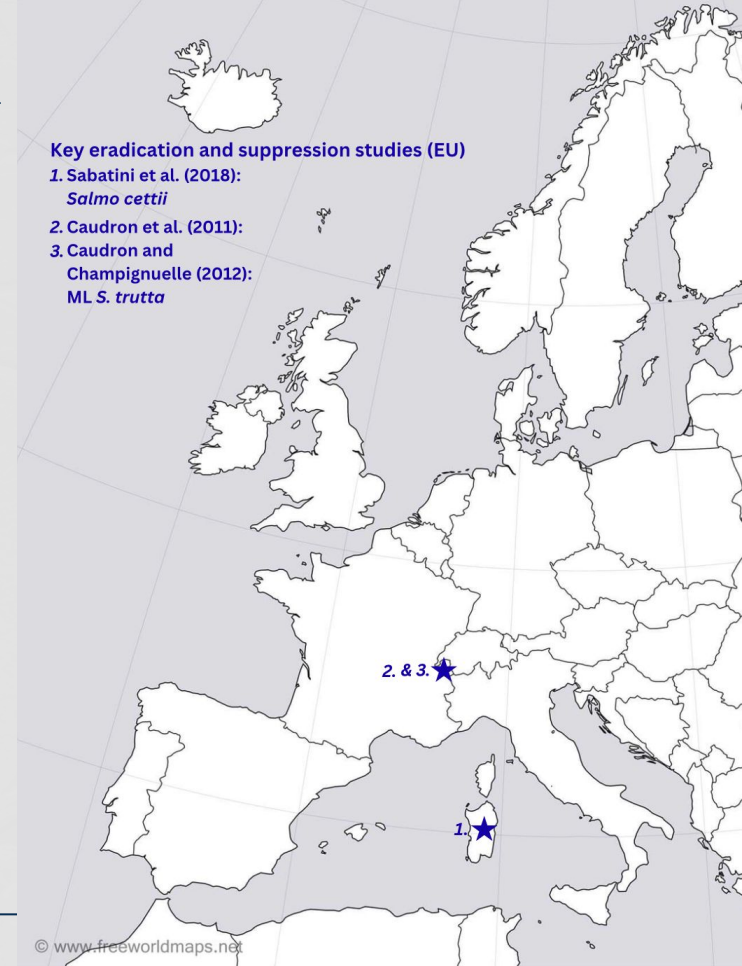 Key eradication and suppression studies (EU)
1. Sabatini et al. (2018):
Salmo cettii
2. Caudron et al. (2011):
3. Caudron and
Champignuelle (2012):
ML S. trutta
2. & 3.
1.
© www.freeworldmaps.net